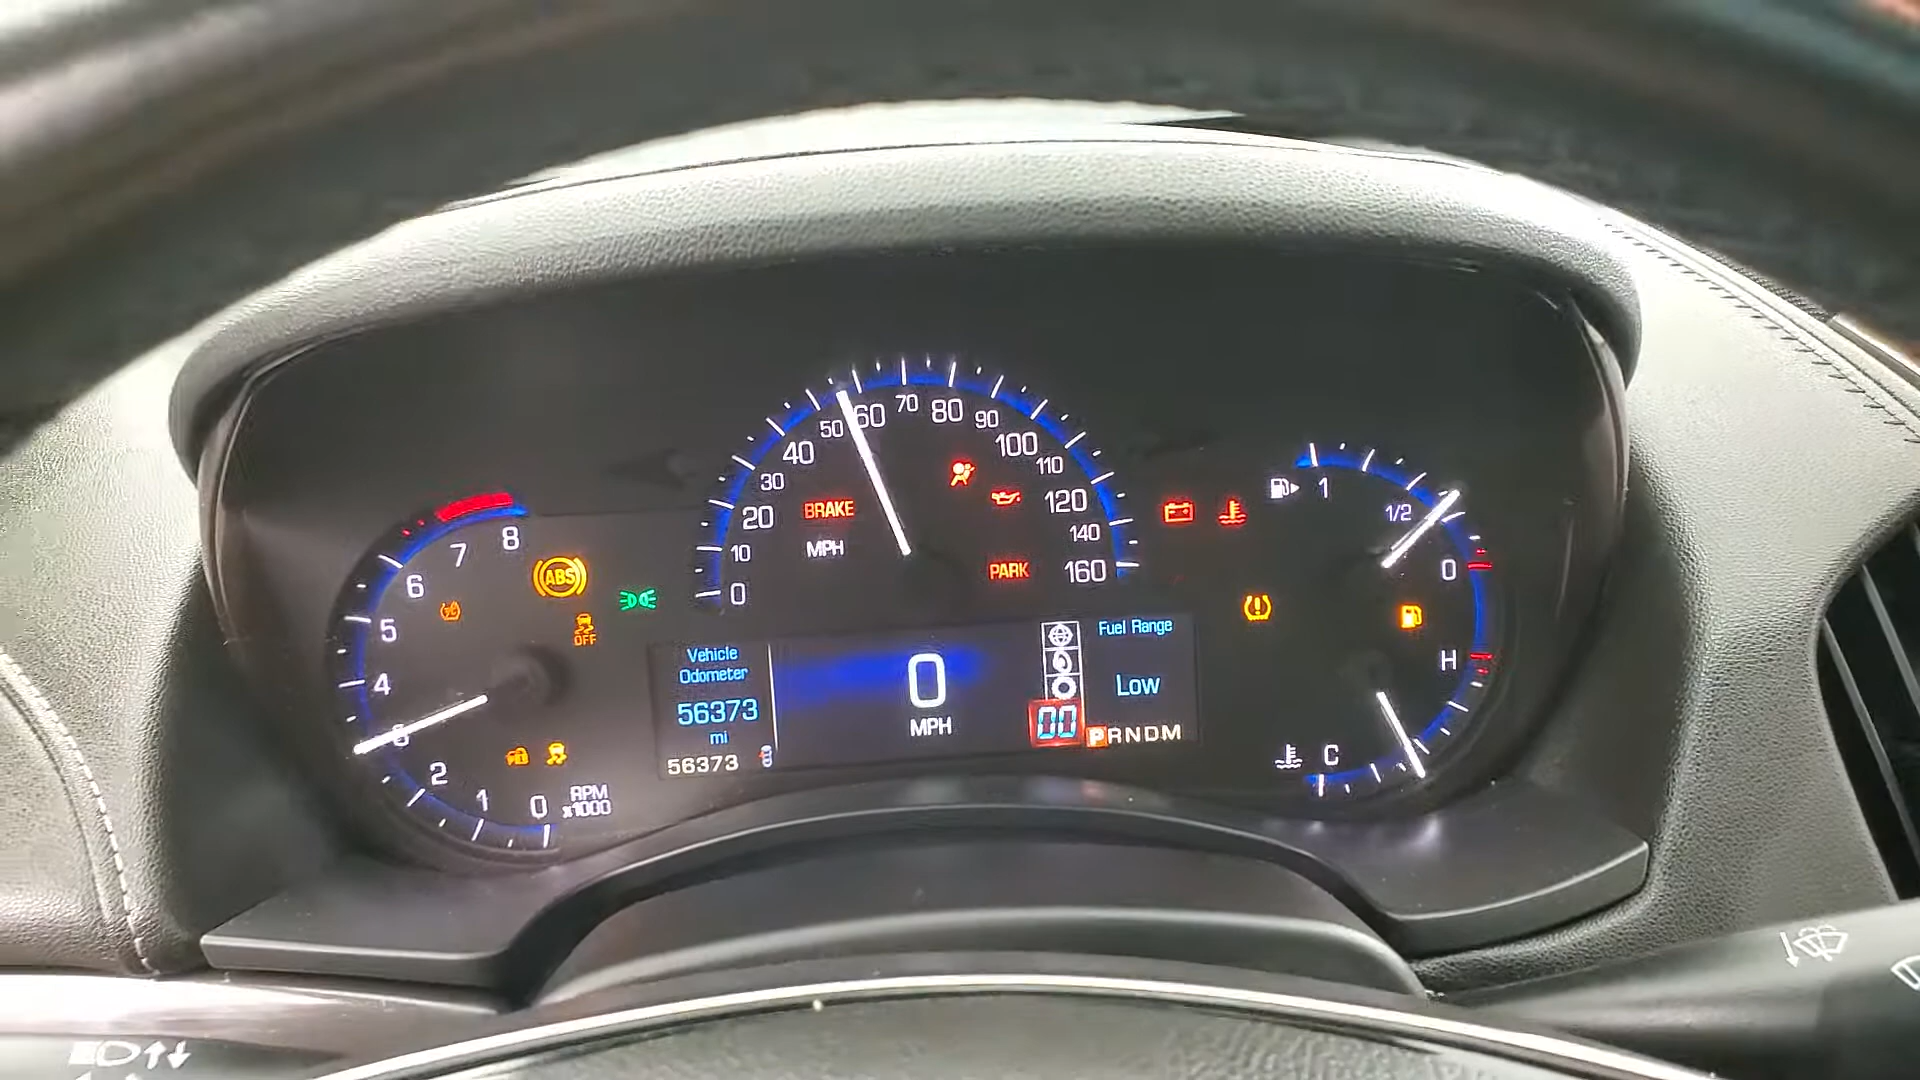 8
7
6
5
4
3
2
1
0
RPM
x1000
ABS
OFF
0
10
20
30
40
50
60
70
80
90
100
110
120
140
160
BRAKE
MPH
PARK
Vehicle
Odometer
56373
mi
56373
0
MPH
Fuel Range
Low
00
PRNDM
1
1/2
0
H
C